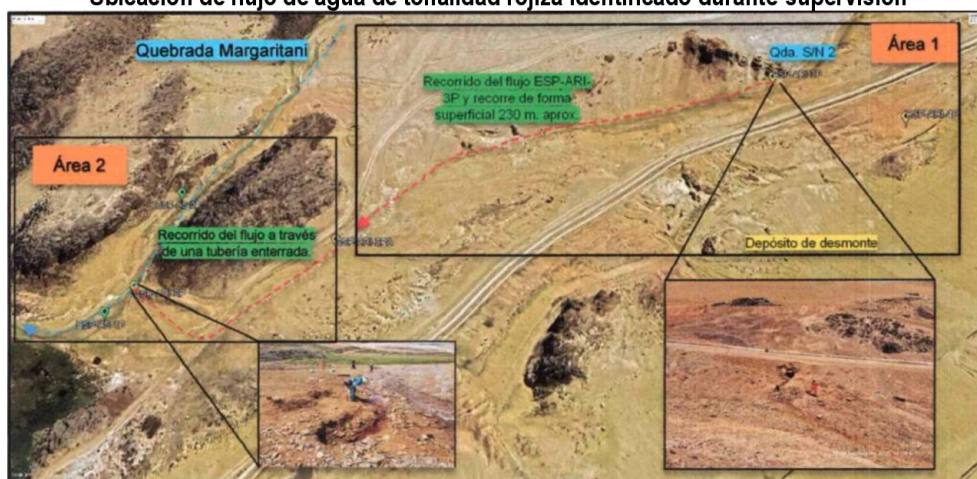 Ubicación de flujo de agua de tonalidad rojiza identificado durante supervisión
Quebrada Margaritani
Área 1
Qda. S/N 2
Recorrido del flujo ESP-ARI-
3P y recorre de forma
superficial 230 m. aprox.
Área 2
Recorrido del flujo a través
de una tubería enterrada.
Depósito de desmonte